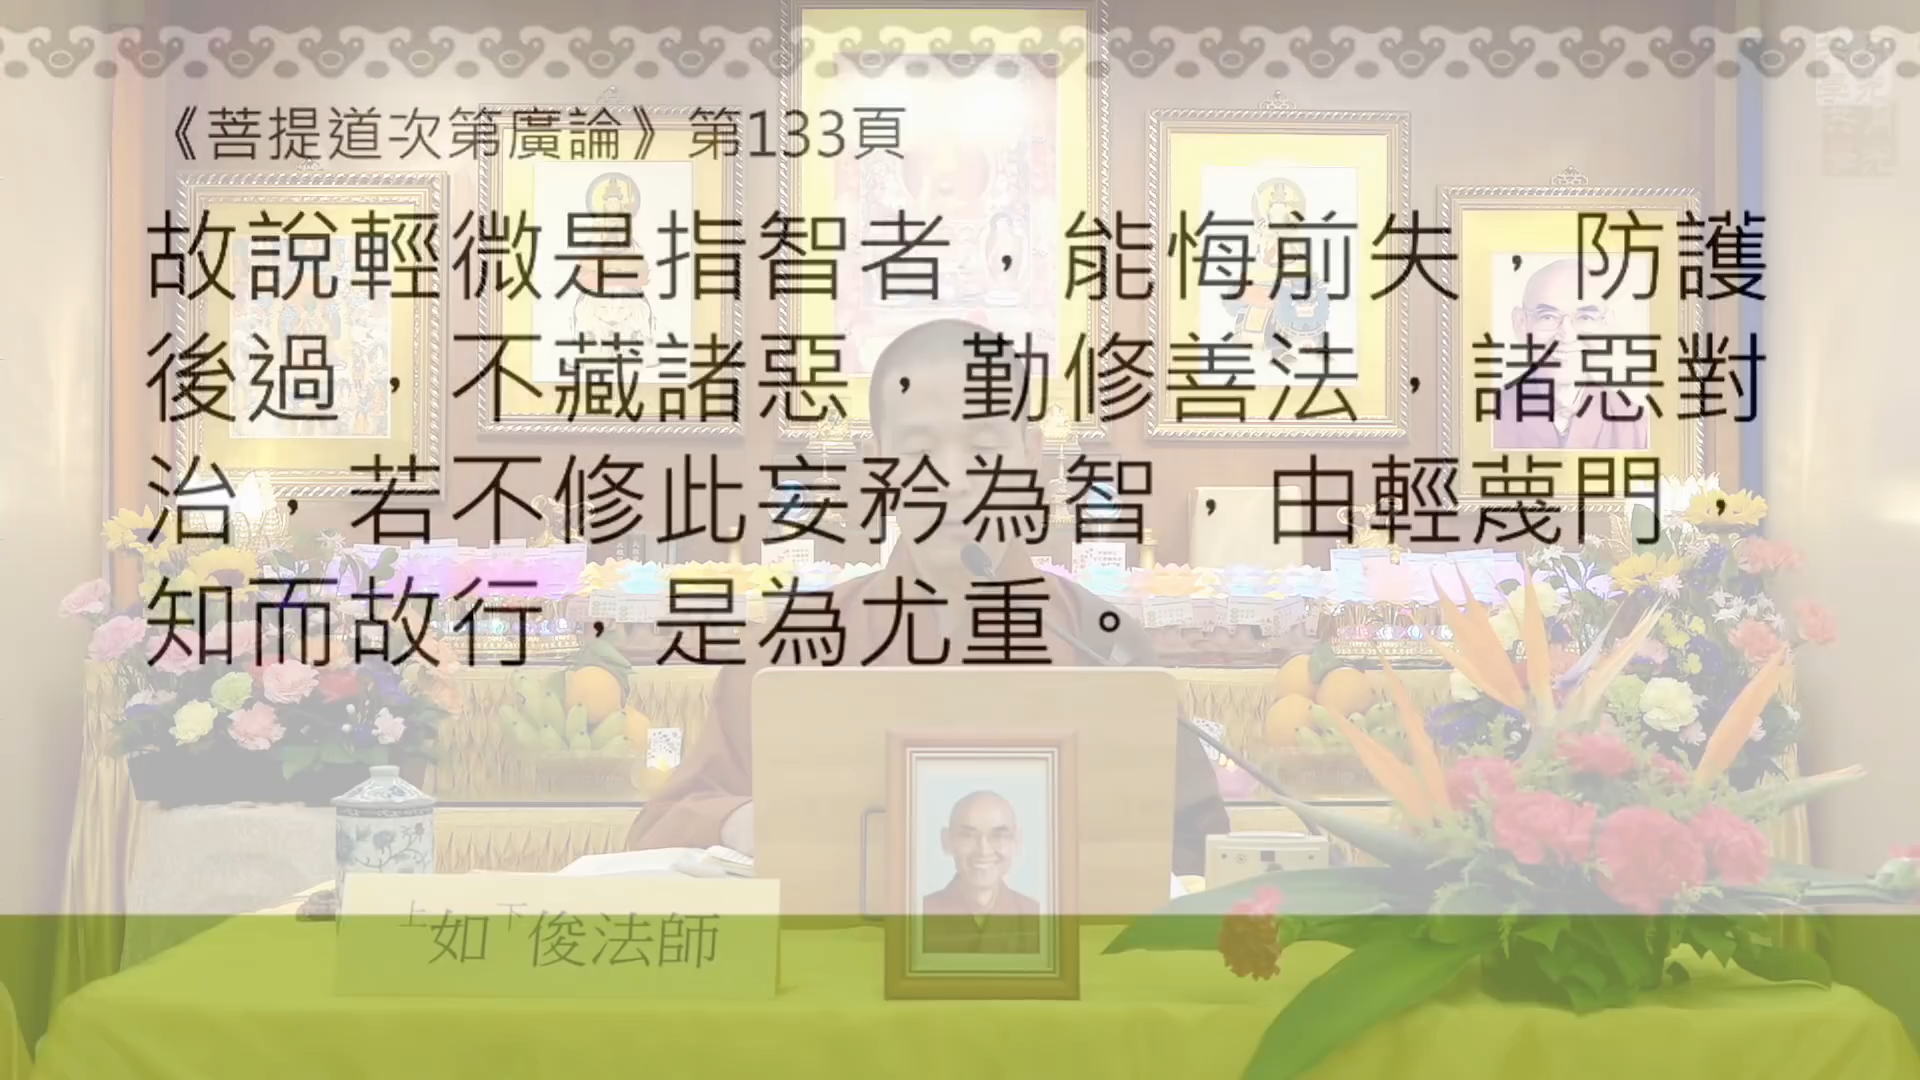 《菩提道次第廣論》第133頁
故說輕微是指智者，能悔前失，防護
後過，不藏諸惡，勤修善法，諸惡對
治，若不修此妄矜為智，由輕蔑門，
知而故行，是為尤重。
上如下俊法師